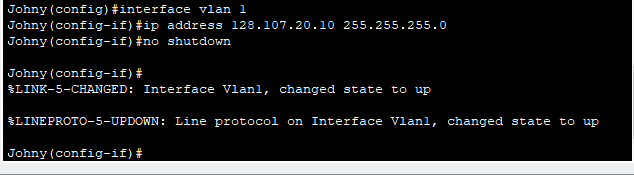 Johny(config)#interface vlan 1
Johny(config-if)#ip address 128.107.20.10 255.255.255.0
Johny(config-if)#no shutdown
Johny(config-if)#
%LINK-5-CHANGED: Interface Vlan1, changed state to up
%LINEPROTO-5-UPDOWN: Line protocol on Interface Vlan1, changed state to up
Johny(config-if)#